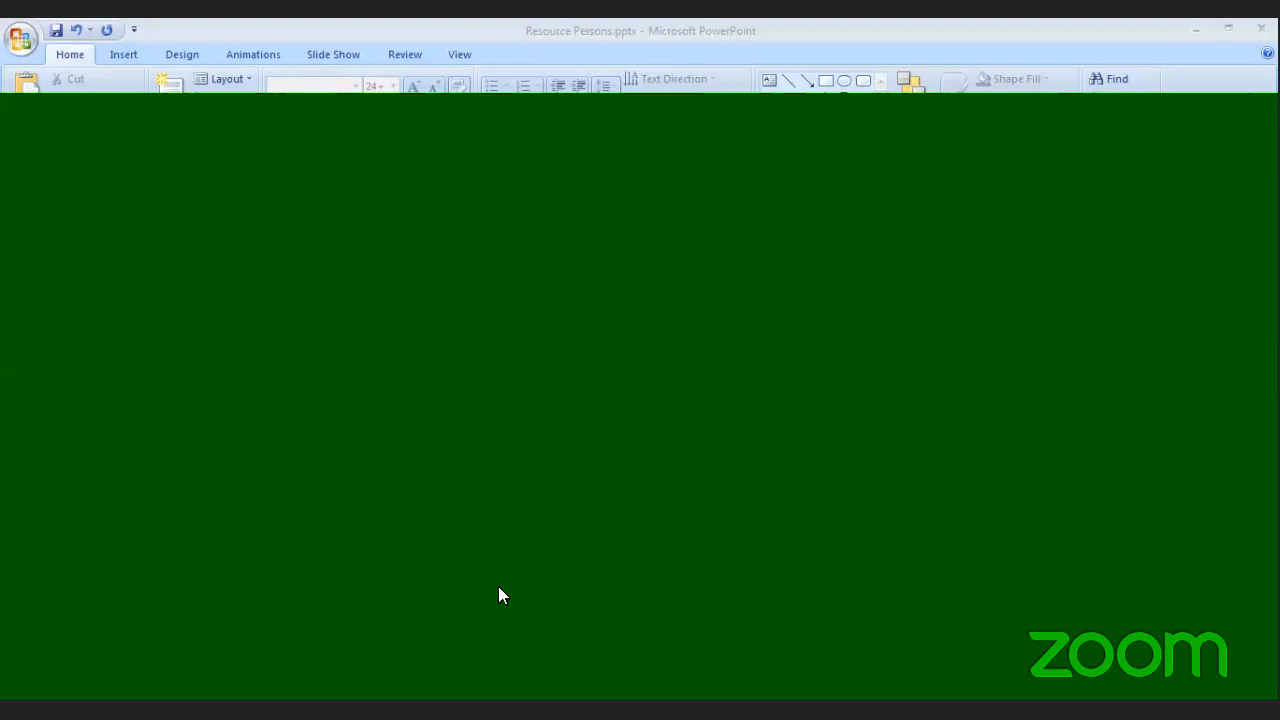 Resource Persons.pptx - Microsoft PowerPoint
Home Insert Design Animations Slide Show Review View
Cut Layout 24 Text Direction Shape Fill Find
zoom